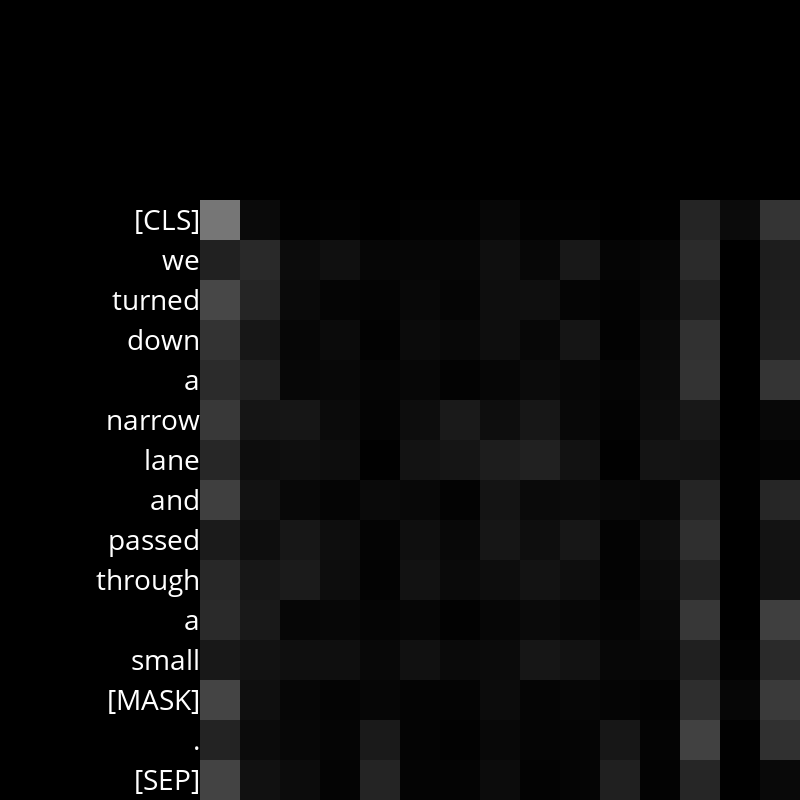 [CLS]
we
turned
down
a
narrow
lane
and
passed
through
a
small
[MASK]
.
[SEP]